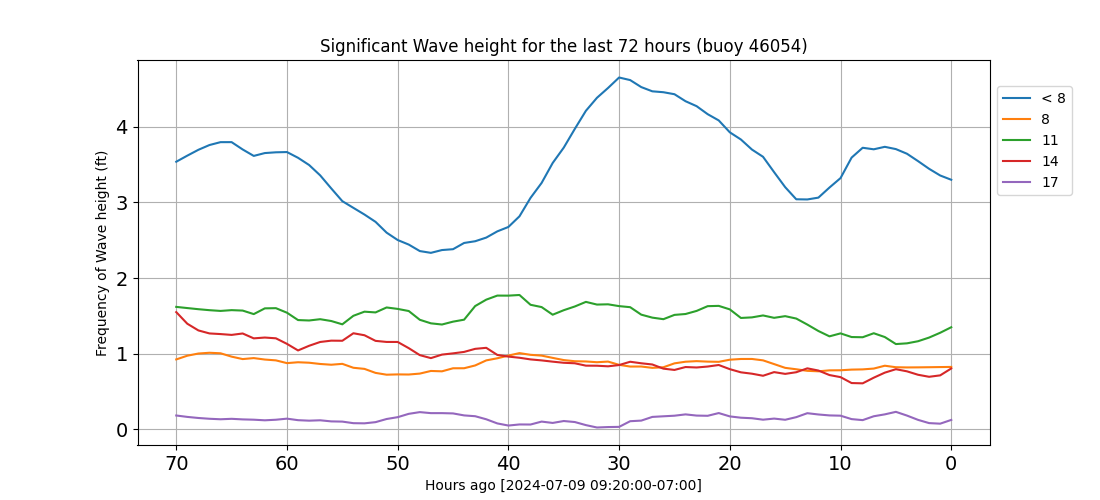 Significant Wave height for the last 72 hours (buoy 46054)
Frequency of Wave height (ft)
4
3
2
1
0
70 60 50 40 30 20 10 0
Hours ago [2024-07-09 09:20:00-07:00]
< 8
8
11
14
17